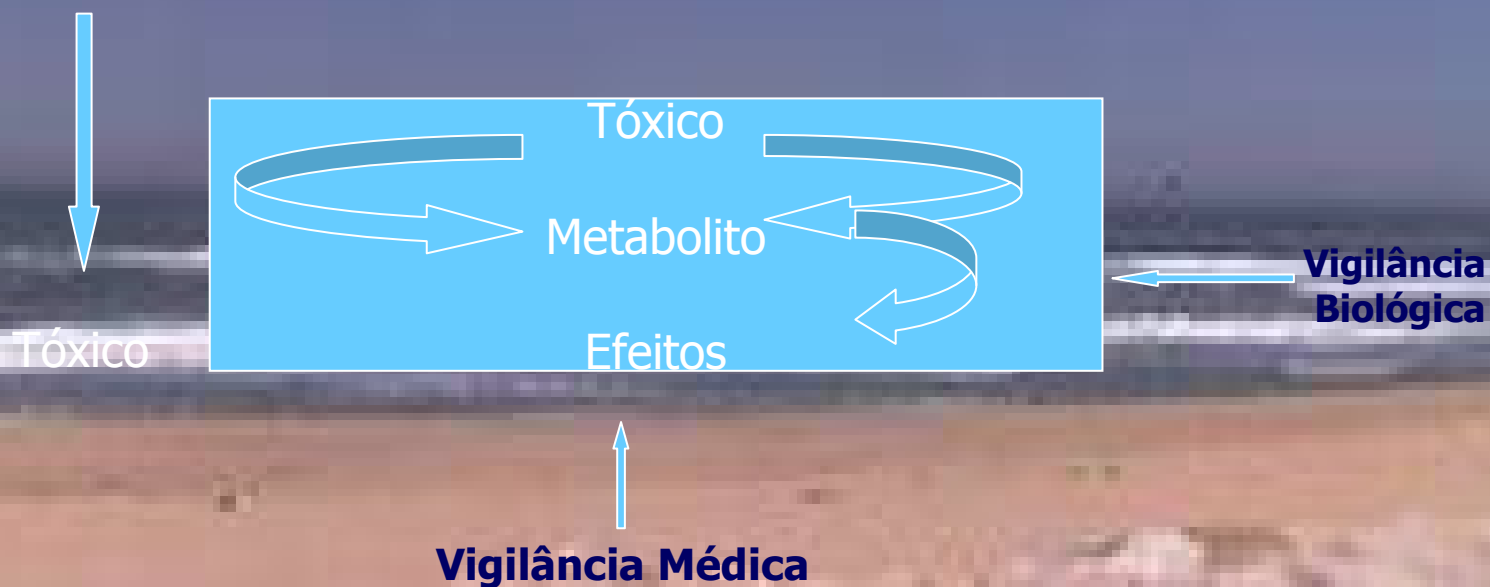 Tóxico
Metabolito
Vigilância
Biológica
Tóxico
Efeitos
Vigilância Médica